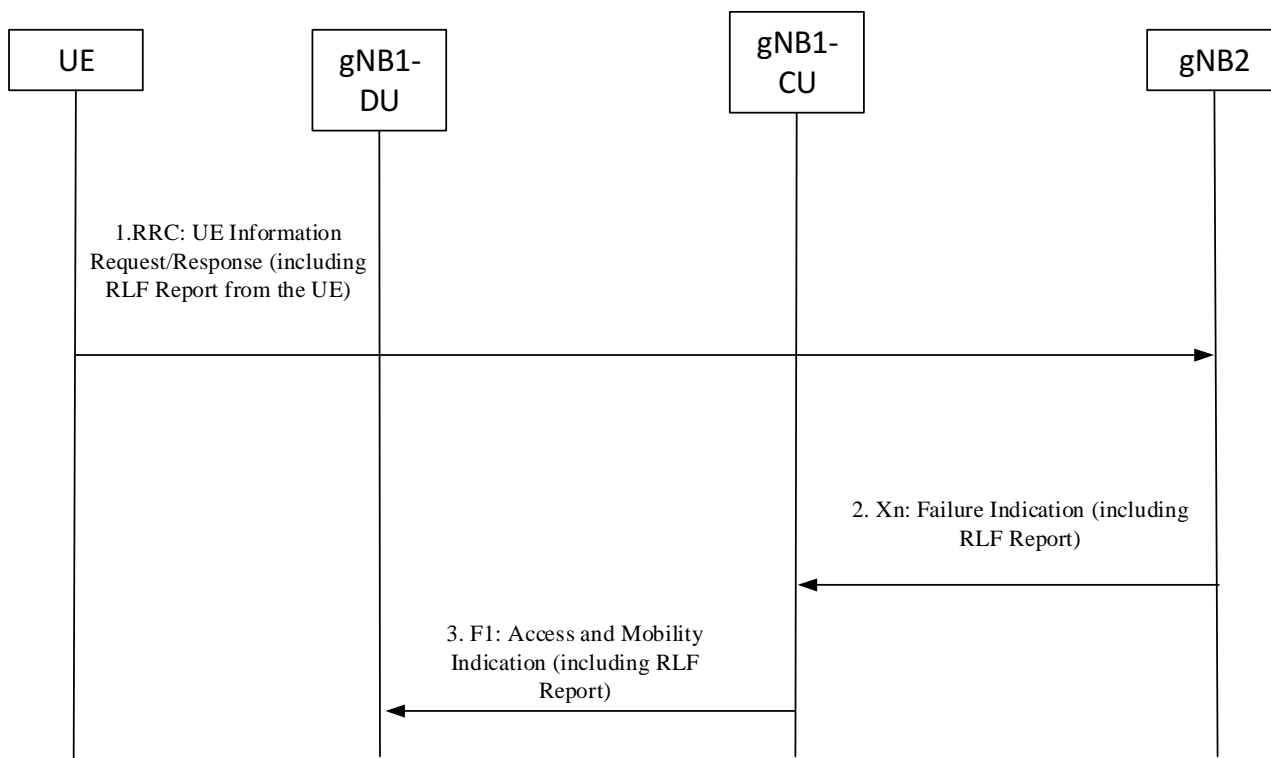 UE
gNB1-
DU
gNB1-
CU
gNB2
1.RRC: UE Information
Request/Response (including
RLF Report from the UE)
2. Xn: Failure Indication (including
RLF Report)
3. F1: Access and Mobility
Indication (including RLF
Report)